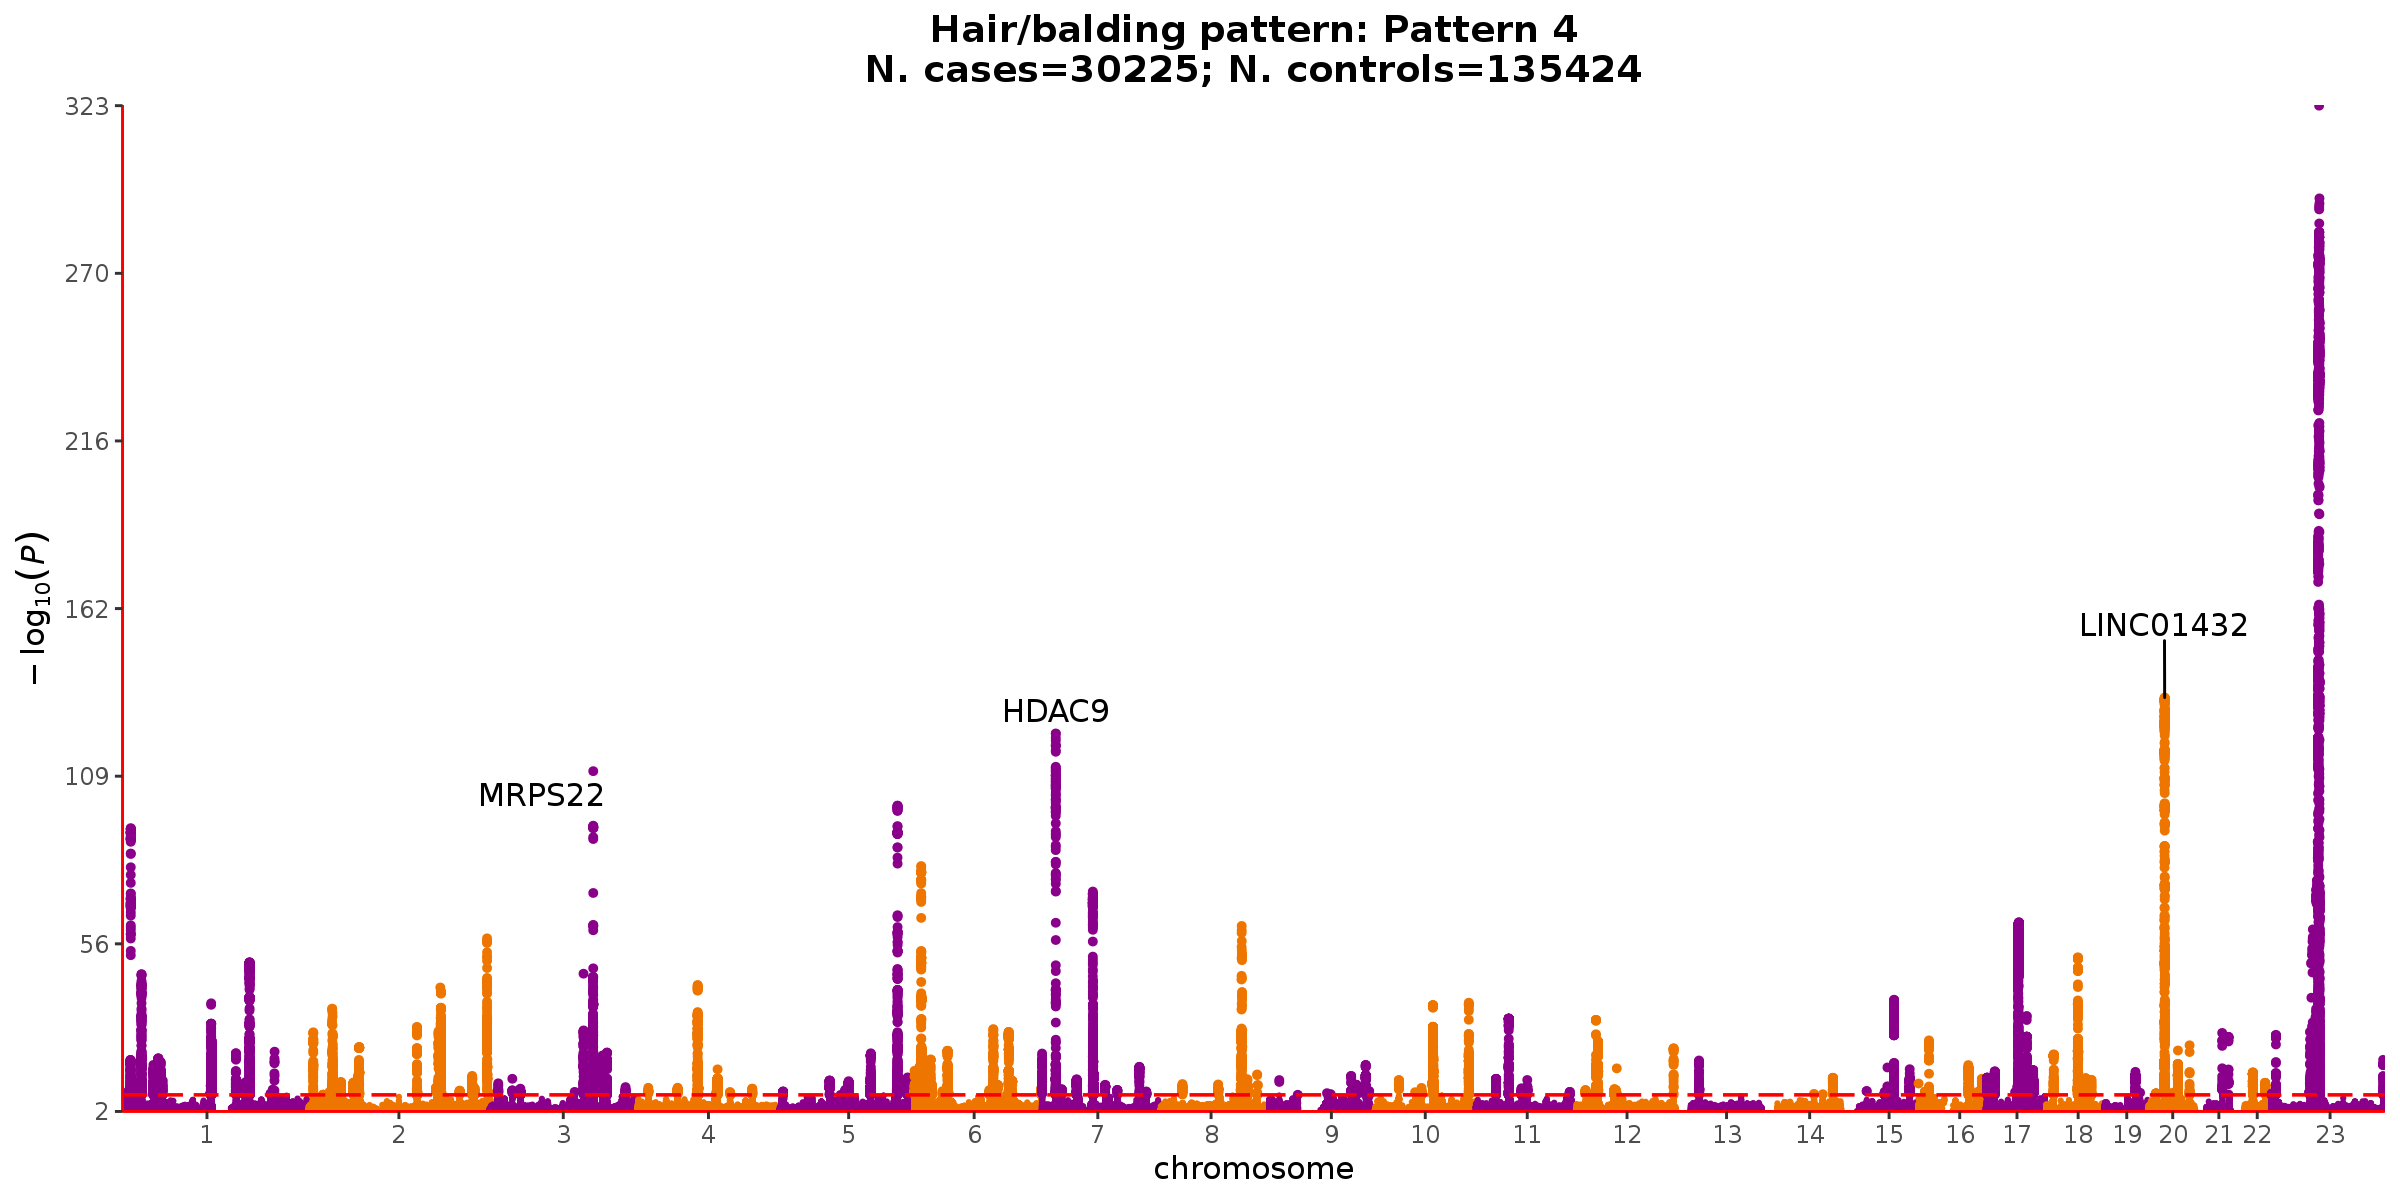 Hair/balding pattern: Pattern 4
N. cases=30225; N. controls=135424
323
270
216
162
109
56
2
−log10(P)
LINC01432
HDAC9
MRPS22
1 2 3 4 5 6 7 8 9 10 11 12 13 14 15 16 17 18 19 20 21 22 23
chromosome